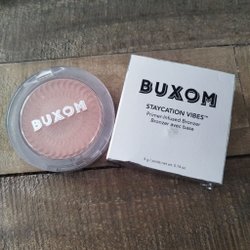 BUXOM
BUXOM
STAYCATION VIBES™
Primer-Infused Bronzer
Bronzer avec base